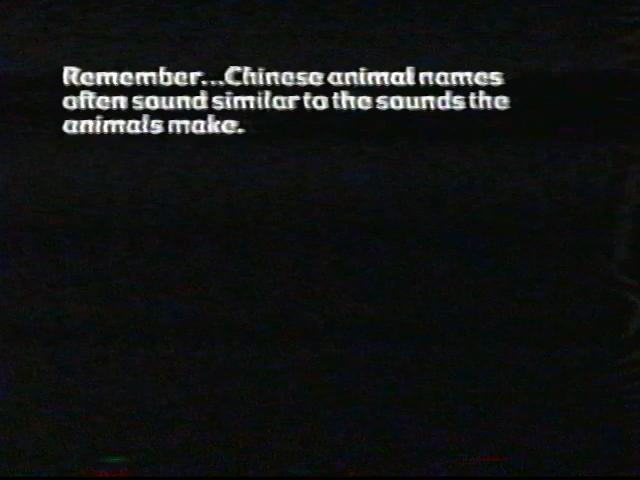 Remember...Chinese animal names
often sound similar to the sounds the
animals make.